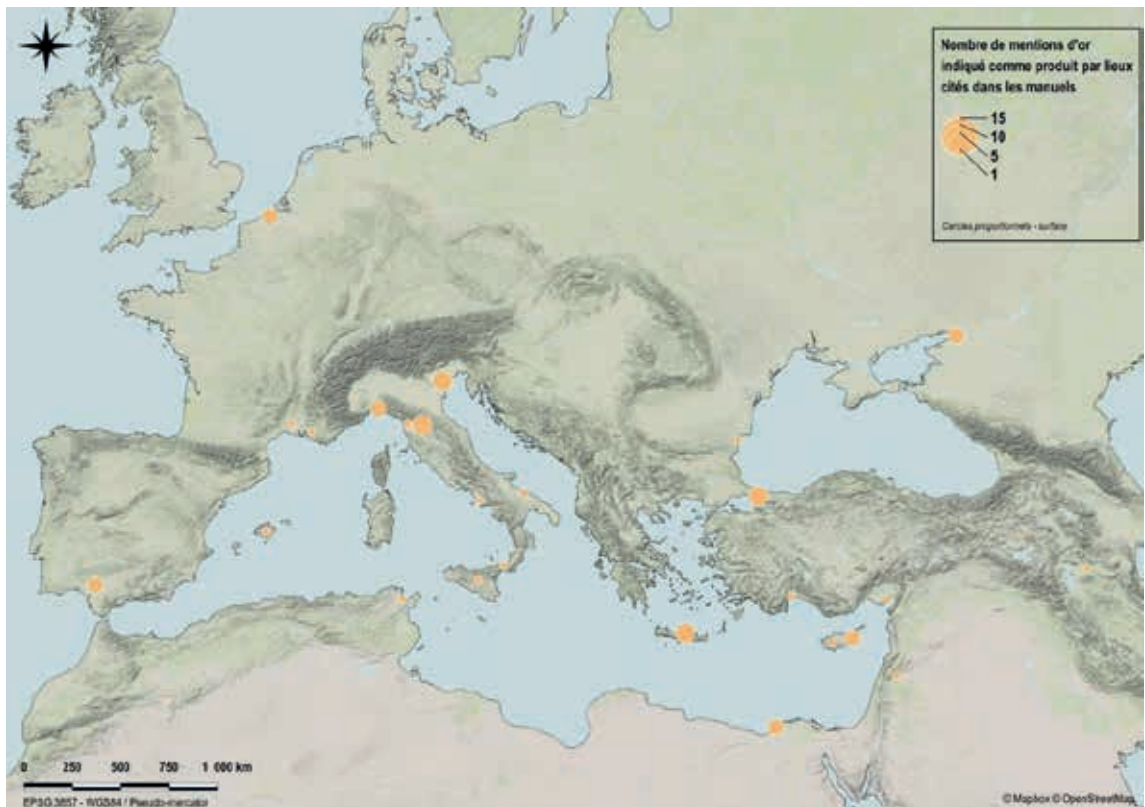 Nombre de mentions d'or
indiqué comme produit par lieux
cités dans les manuels
15
10
5
1
Cercles proportionnels - surface
0 250 500 750 1 000 km
EPSG 3857 - WGS84 / Pseudo-mercator
© Mapbox © OpenStreetMap